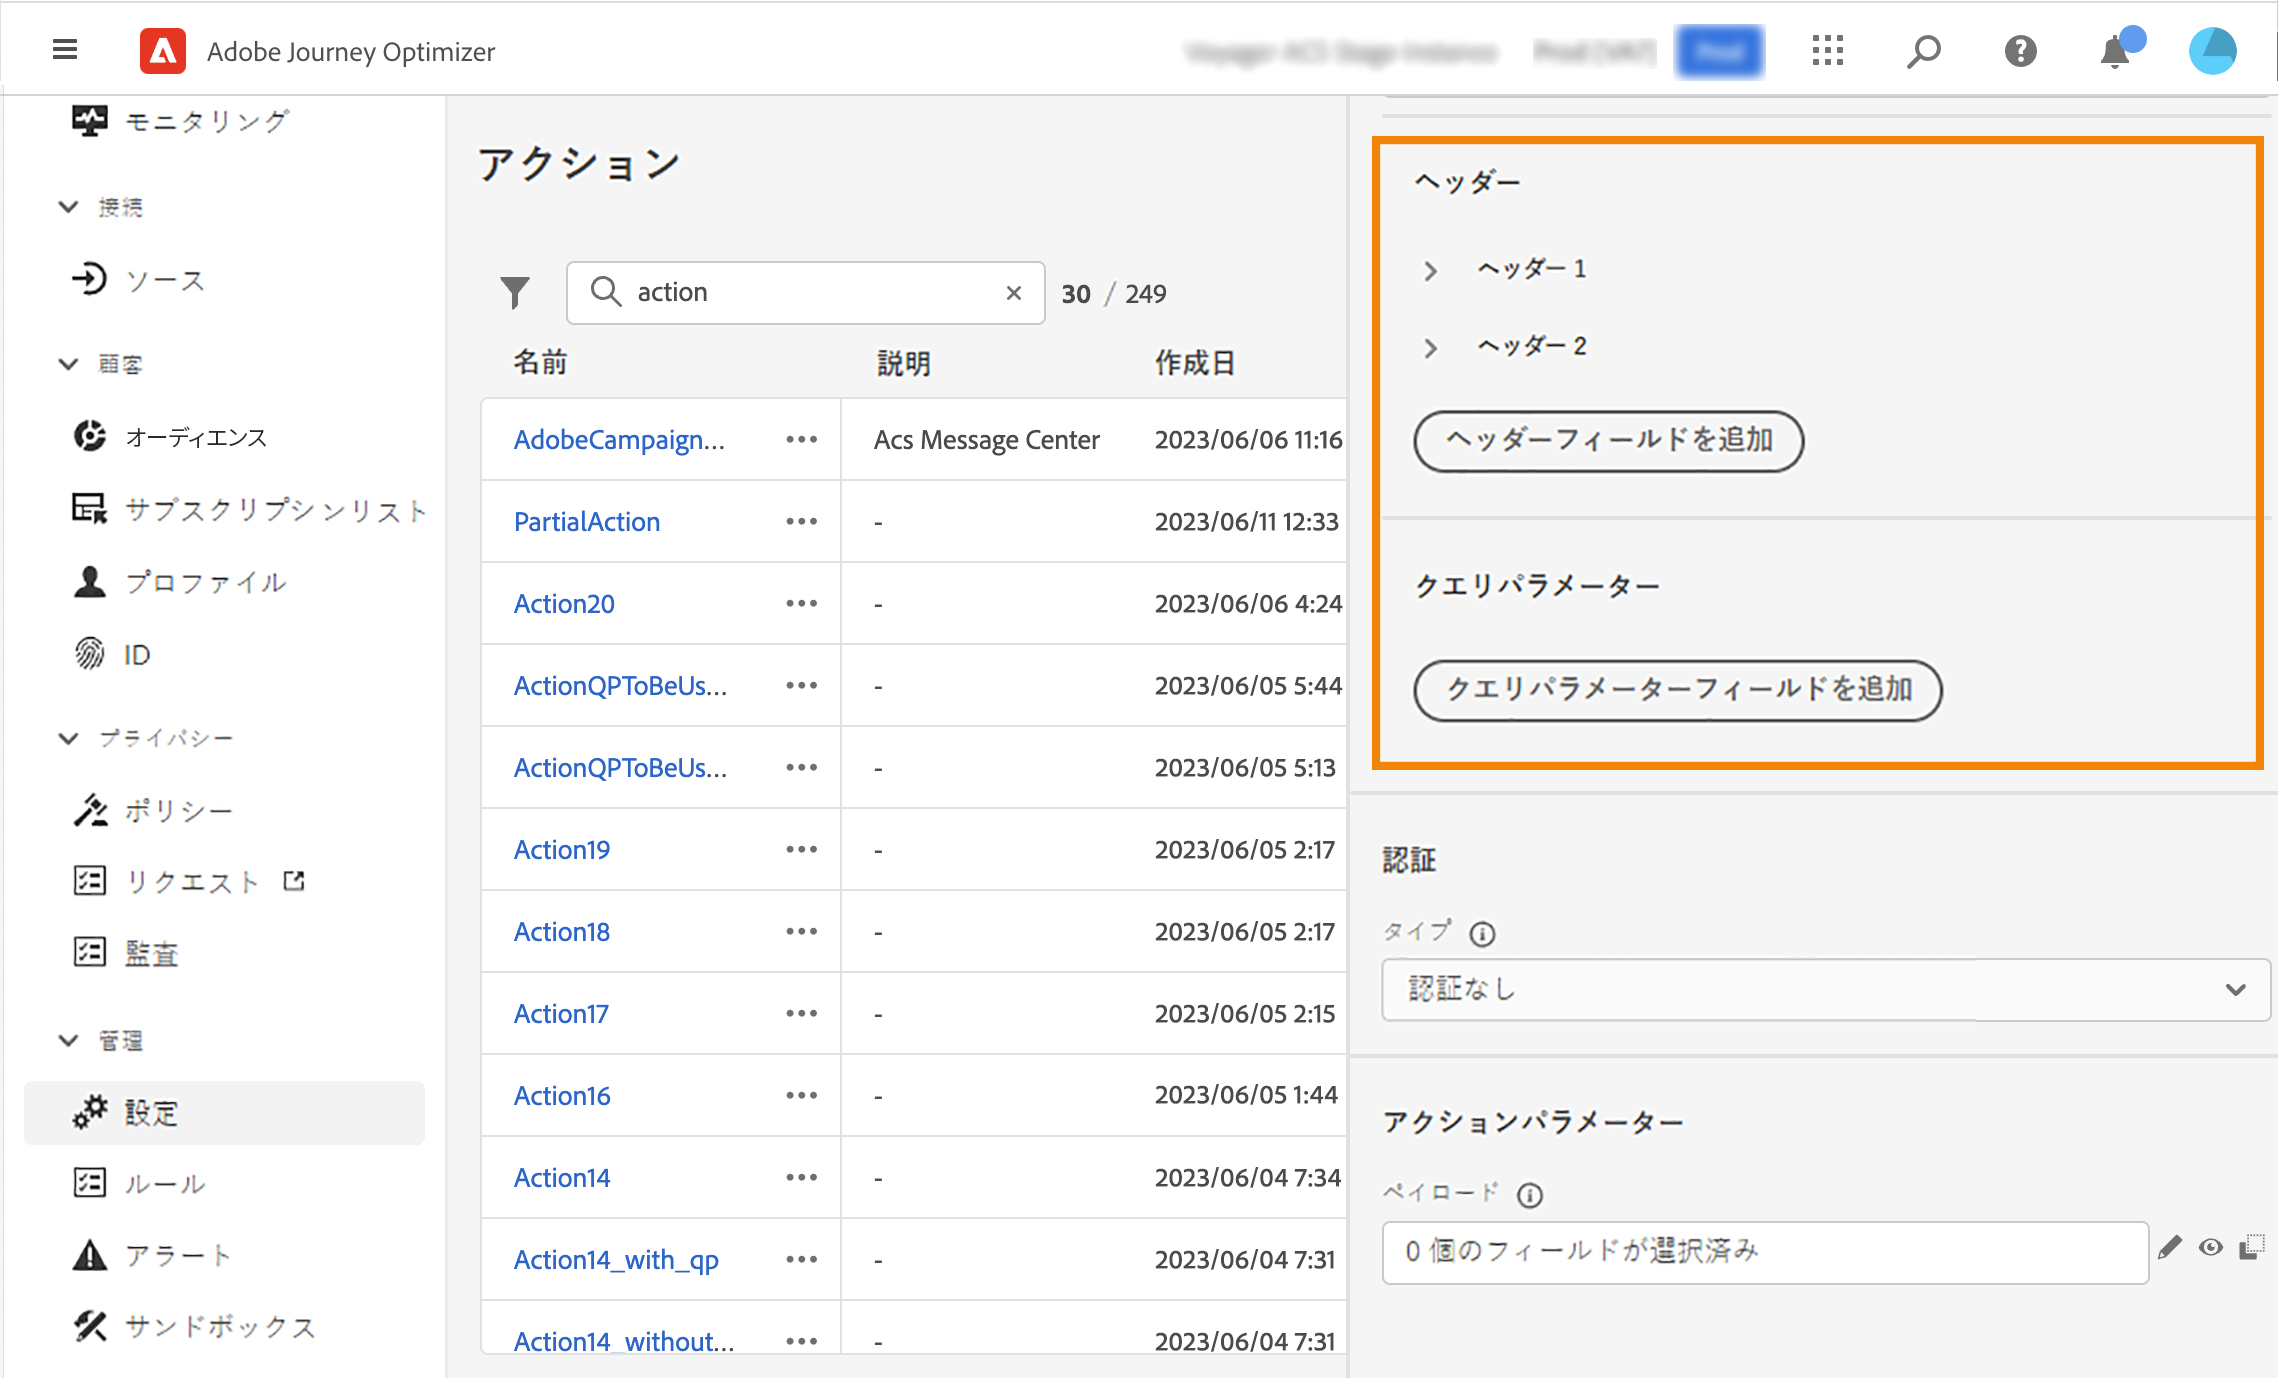 Adobe Journey Optimizer
モニタリング
接続
ソース
顧客
オーディエンス
サブスクリプシンリスト
プロファイル
ID
プライバシー
ポリシー
リクエスト
監査
管理
設定
ルール
アラート
サンドボックス
アクション
action
30 / 249
名前 説明 作成日
AdobeCampaign... Acs Message Center 2023/06/06 11:16
PartialAction - 2023/06/11 12:33
Action20 - 2023/06/06 4:24
ActionQPToBeUs... - 2023/06/05 5:44
ActionQPToBeUs... - 2023/06/05 5:13
Action19 - 2023/06/05 2:17
Action18 - 2023/06/05 2:17
Action17 - 2023/06/05 2:15
Action16 - 2023/06/05 1:44
Action14 - 2023/06/04 7:34
Action14_with_qp - 2023/06/04 7:31
Action14_without... - 2023/06/04 7:31
ヘッダー
ヘッダー 1
ヘッダー 2
ヘッダーフィールドを追加
クエリパラメーター
クエリパラメーターフィールドを追加
認証
タイプ
認証なし
アクションパラメーター
ペイロード
0 個のフィールドが選択済み